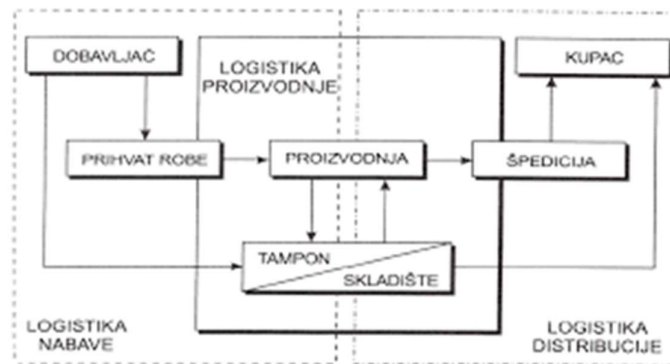 DOBAVLJAČ
KUPAC
LOGISTIKA
PROIZVODNJE
PRIHVAT ROBE
PROIZVODNJA
ŠPEDICIJA
TAMPON
SKLADIŠTE
LOGISTIKA
NABAVE
LOGISTIKA
DISTRIBUCIJE